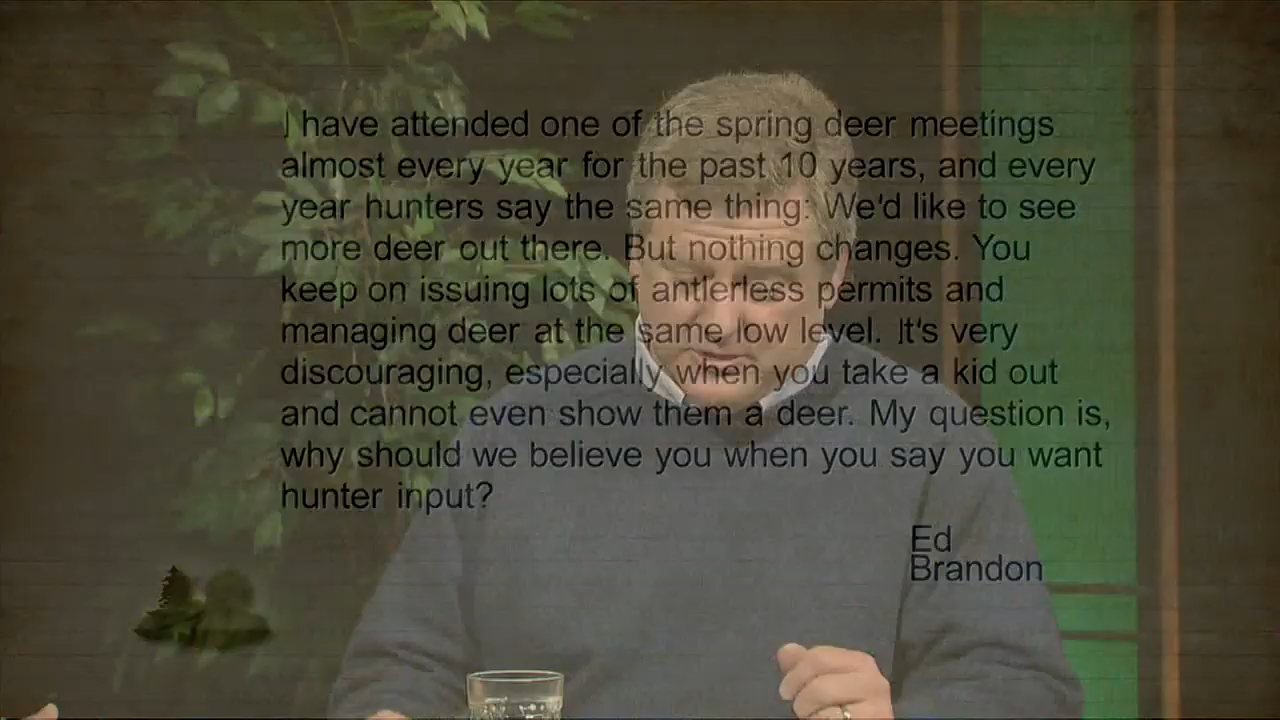 I have attended one of the spring deer meetings
almost every year for the past 10 years, and every
year hunters say the same thing: We'd like to see
more deer out there. But nothing changes. You
keep on issuing lots of antlerless permits and
managing deer at the same low level. It's very
discouraging, especially when you take a kid out
and cannot even show them a deer. My question is,
why should we believe you when you say you want
hunter input?
Ed
Brandon